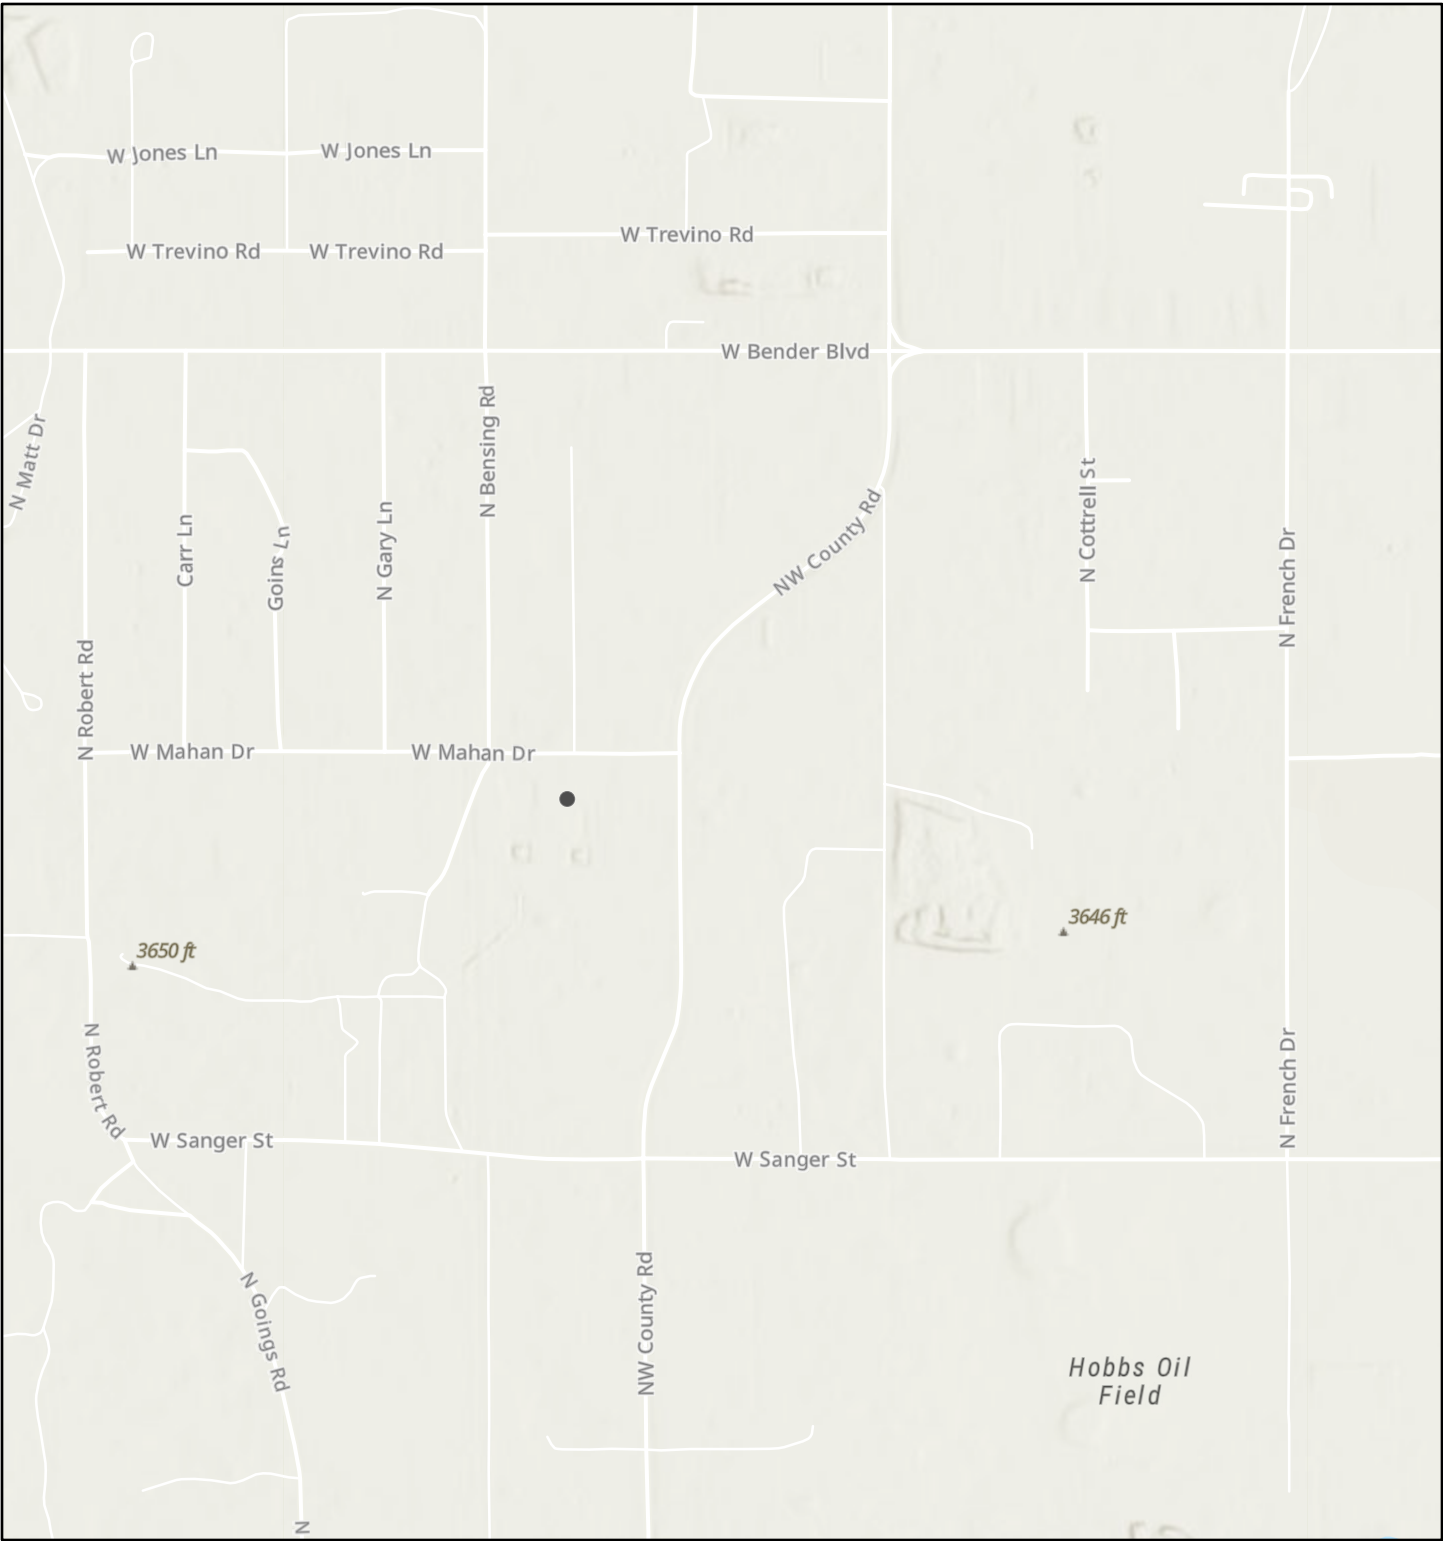 W Jones Ln
W Jones Ln
W Trevino Rd
W Trevino Rd
W Trevino Rd
W Bender Blvd
N Matt Dr
N Bensing Rd
NW County Rd
N Cottrell St
Carr Ln
Goins Ln
N Gary Ln
N French Dr
N Robert Rd
W Mahan Dr
W Mahan Dr
3646 ft
3650 ft
N Robert Rd
N French Dr
W Sanger St
W Sanger St
N Goings Rd
NW County Rd
Hobbs Oil
Field
N